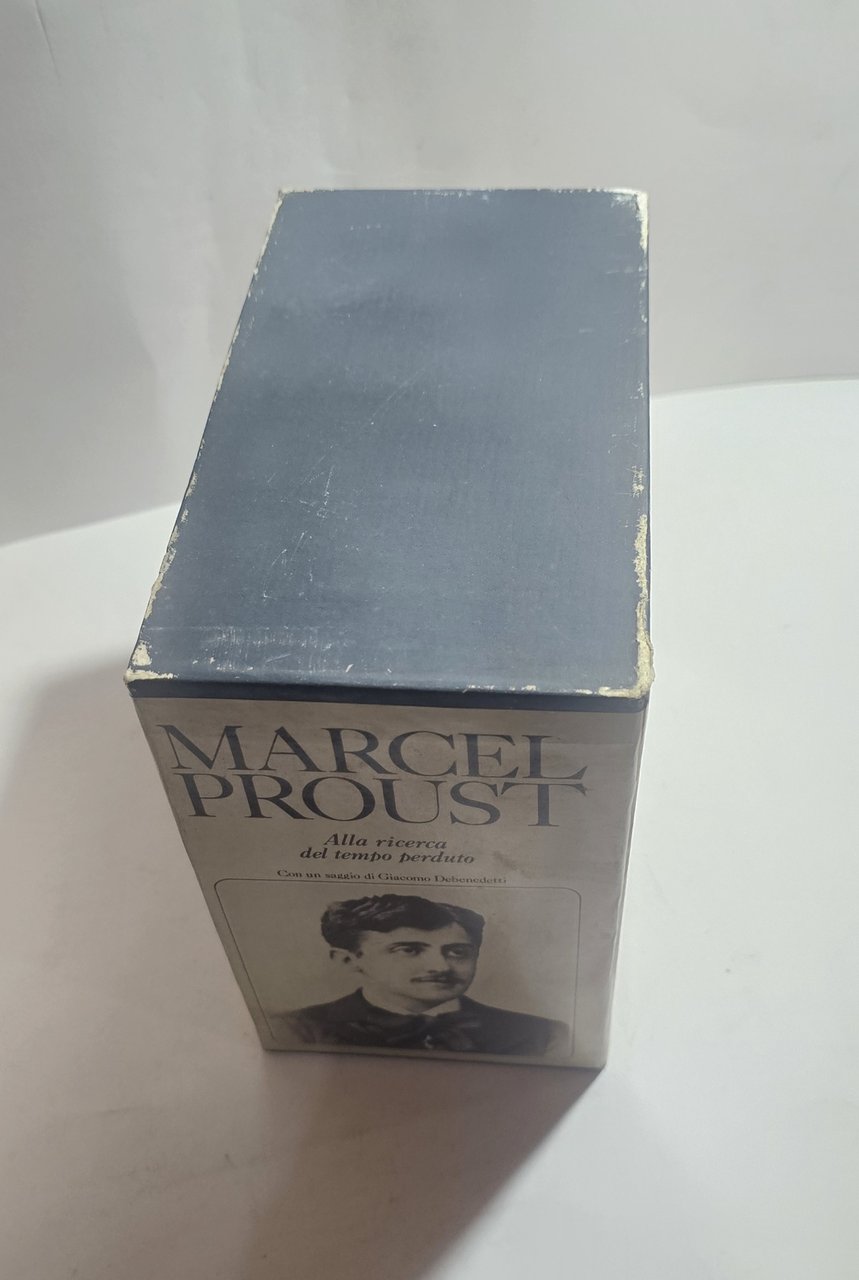 MARCEL
PROUST
Alla ricerca
del tempo perduto
Con un saggio di Giacomo Debenedetti